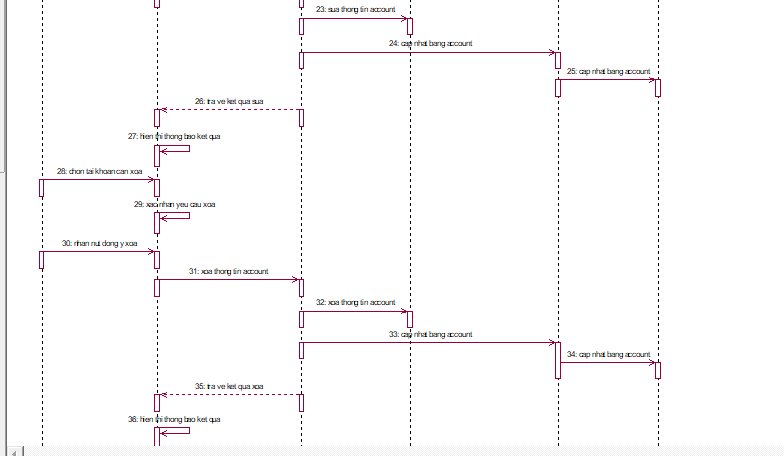 23: sua thong tin account
24: cap nhat bang account
25: cap nhat bang account
26: tra ve ket qua sua
27: hien thi thong bao ket qua
28: chon tai khoan can xoa
29: xac nhan yeu cau xoa
30: nhan nut dong y xoa
31: xoa thong tin account
32: xoa thong tin account
33: cap nhat bang account
34: cap nhat bang account
35: tra ve ket qua xoa
36: hien thi thong bao ket qua